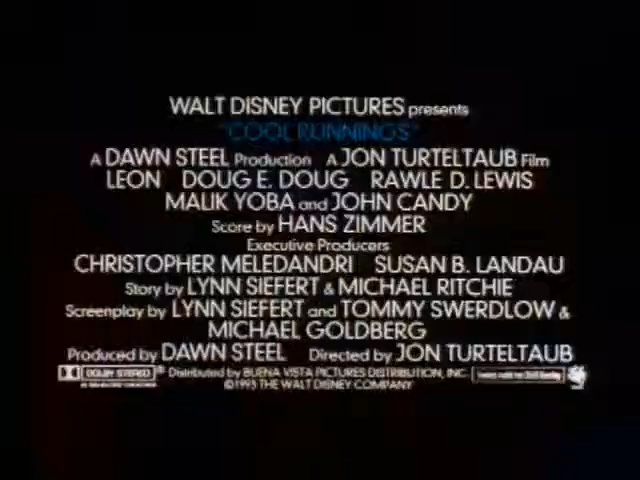 WALT DISNEY PICTURES presents
"COOL RUNNINGS"
A DAWN STEEL Production A JON TURTELTAUB Film
LEON DOUG E. DOUG RAWLE D. LEWIS
MALIK YOBA and JOHN CANDY
Score by HANS ZIMMER
Executive Producers
CHRISTOPHER MELEDANDRI SUSAN B. LANDAU
Story by LYNN SIEFERT & MICHAEL RITCHIE
Screenplay by LYNN SIEFERT and TOMMY SWERDLOW &
MICHAEL GOLDBERG
Produced by DAWN STEEL Directed by JON TURTELTAUB
DOLBY STEREO ® Distributed by BUENA VISTA PICTURES DISTRIBUTION, INC.
©1993 THE WALT DISNEY COMPANY